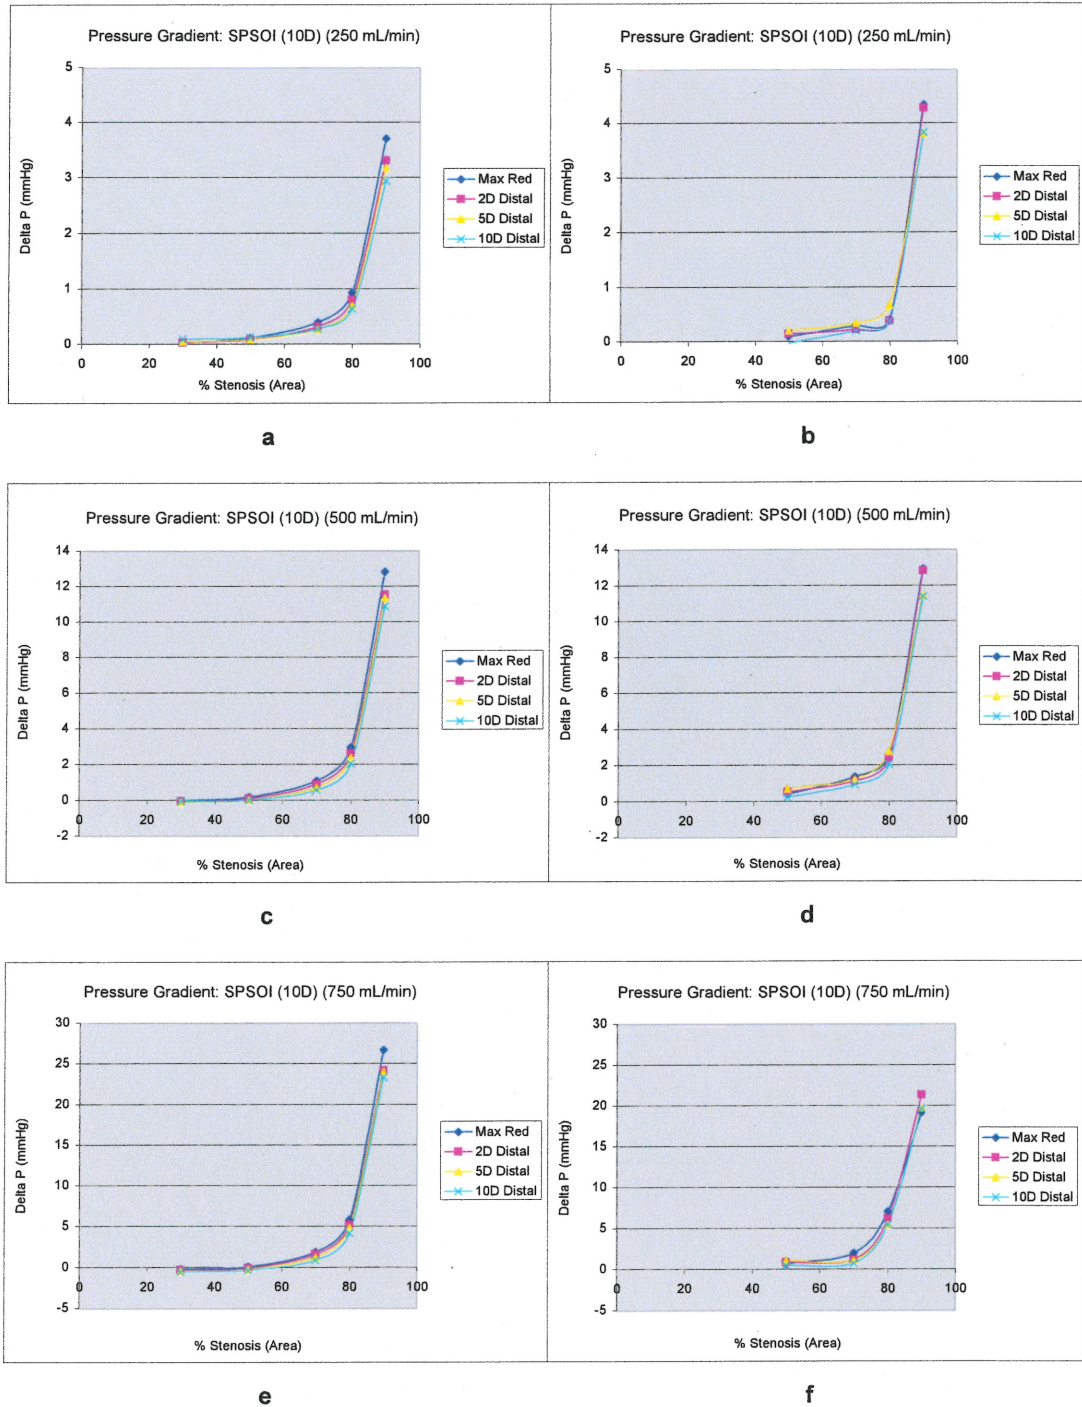 Pressure Gradient: SPSOI (10D) (250 mL/min)
5
4
3
2
1
0
Delta P (mmHg)
0 20 40 60 80 100
% Stenosis (Area)
Max Red
2D Distal
5D Distal
10D Distal
a
Pressure Gradient: SPSOI (10D) (250 mL/min)
5
4
3
2
1
0
Delta P (mmHg)
0 20 40 60 80 100
% Stenosis (Area)
Max Red
2D Distal
5D Distal
10D Distal
b
Pressure Gradient: SPSOI (10D) (500 mL/min)
14
12
10
8
6
4
2
0
-2
Delta P (mmHg)
0 20 40 60 80 100
% Stenosis (Area)
Max Red
2D Distal
5D Distal
10D Distal
c
Pressure Gradient: SPSOI (10D) (500 mL/min)
14
12
10
8
6
4
2
0
-2
Delta P (mmHg)
0 20 40 60 80 100
% Stenosis (Area)
Max Red
2D Distal
5D Distal
10D Distal
d
Pressure Gradient: SPSOI (10D) (750 mL/min)
30
25
20
15
10
5
0
-5
Delta P (mmHg)
0 20 40 60 80 100
% Stenosis (Area)
Max Red
2D Distal
5D Distal
10D Distal
e
Pressure Gradient: SPSOI (10D) (750 mL/min)
30
25
20
15
10
5
0
-5
Delta P (mmHg)
0 20 40 60 80 100
% Stenosis (Area)
Max Red
2D Distal
5D Distal
10D Distal
f